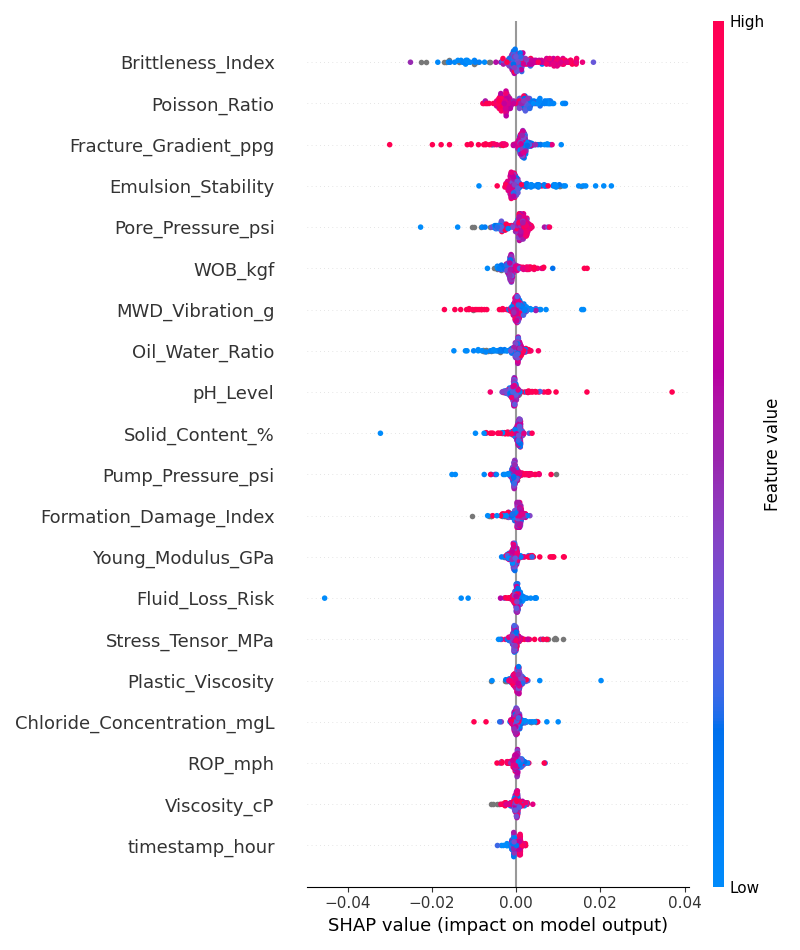 High
Brittleness_Index
Poisson_Ratio
Fracture_Gradient_ppg
Emulsion_Stability
Pore_Pressure_psi
WOB_kgf
MWD_Vibration_g
Oil_Water_Ratio
pH_Level
Solid_Content_%
Pump_Pressure_psi
Formation_Damage_Index
Young_Modulus_GPa
Fluid_Loss_Risk
Stress_Tensor_MPa
Plastic_Viscosity
Chloride_Concentration_mgL
ROP_mph
Viscosity_cP
timestamp_hour
Feature value
Low
−0.04 −0.02 0.00 0.02 0.04
SHAP value (impact on model output)